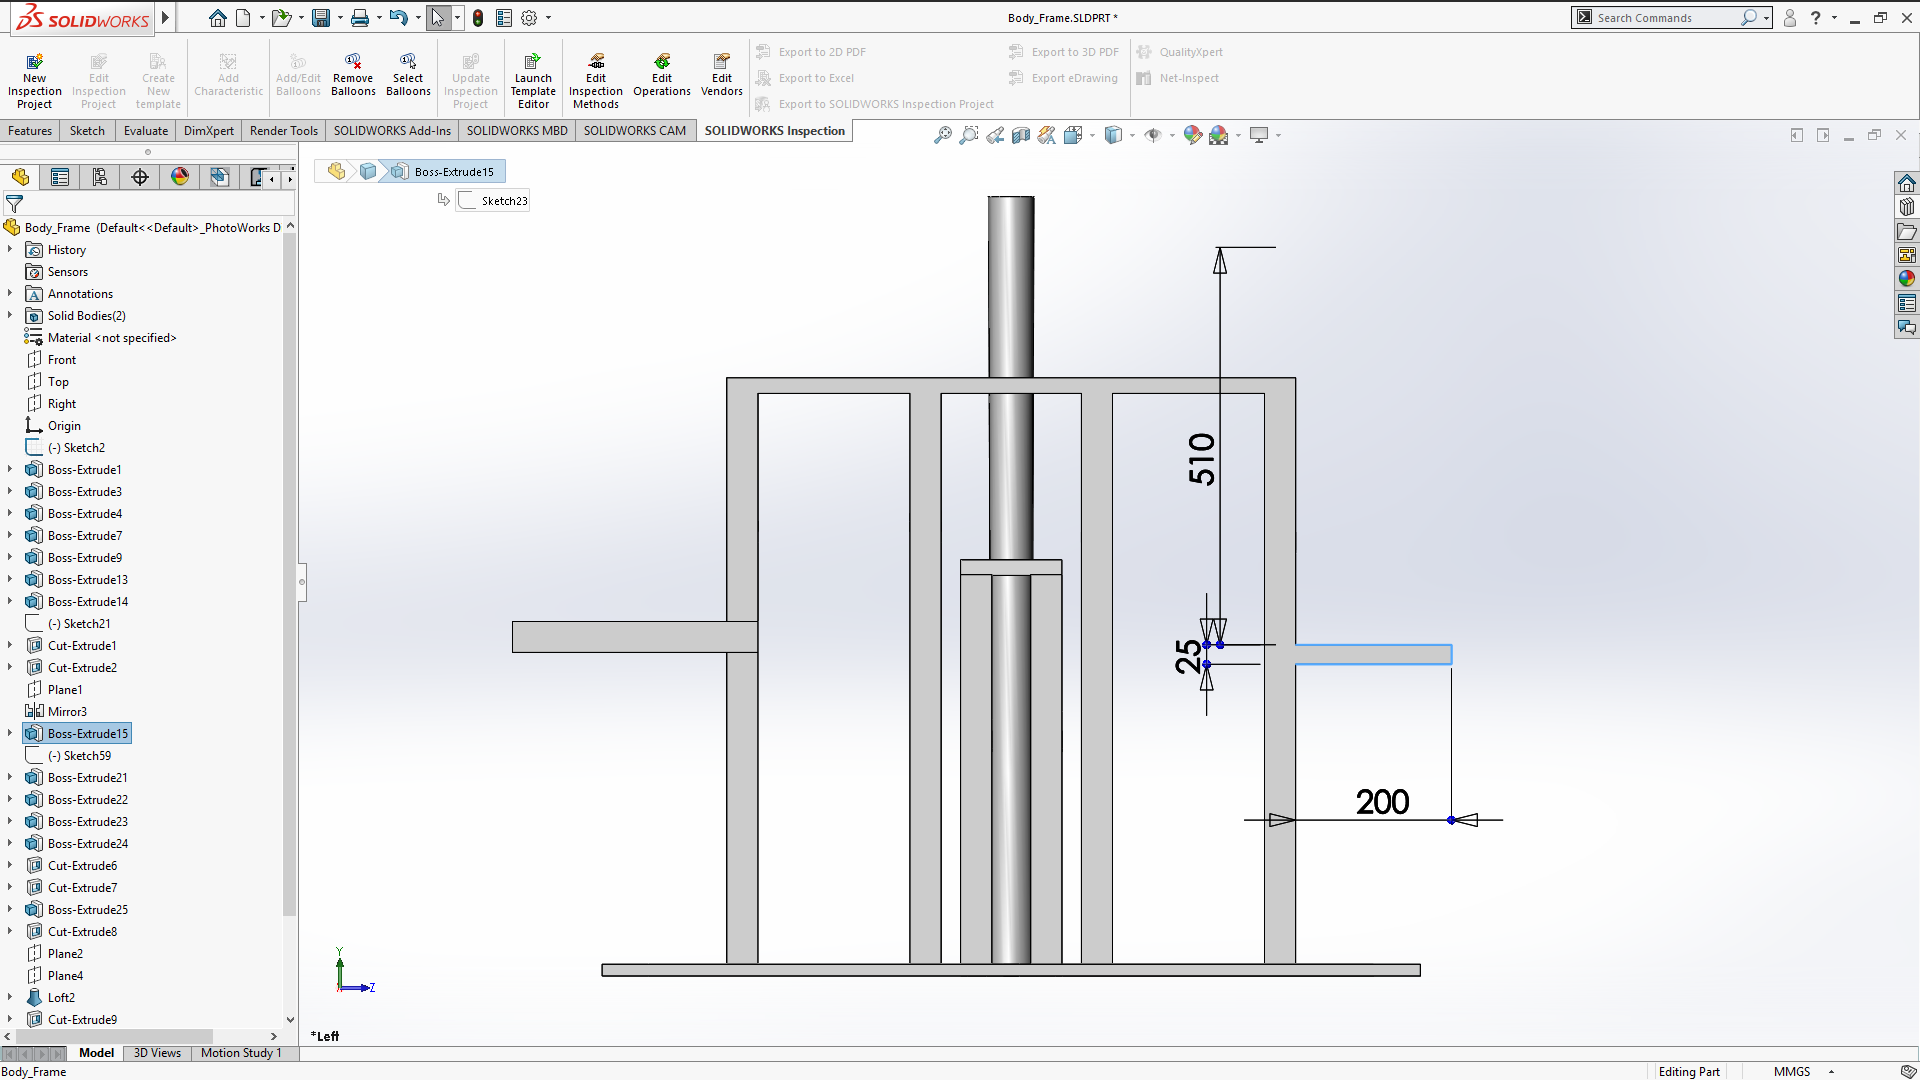 SOLIDWORKS
Body_Frame.SLDPRT *
Search Commands
New Inspection Project
Edit Inspection Project
Create New template
Add Characteristic
Add/Edit Balloons
Remove Balloons
Select Balloons
Update Inspection Project
Launch Template Editor
Edit Inspection Methods
Edit Operations
Edit Vendors
Export to 2D PDF
Export to Excel
Export to SOLIDWORKS Inspection Project
Export to 3D PDF
Export eDrawing
QualityXpert
Net-Inspect
Features
Sketch
Evaluate
DimXpert
Render Tools
SOLIDWORKS Add-Ins
SOLIDWORKS MBD
SOLIDWORKS CAM
SOLIDWORKS Inspection
Boss-Extrude15
Sketch23
Body_Frame (Default<<Default>_PhotoWorks D
History
Sensors
Annotations
Solid Bodies(2)
Material <not specified>
Front
Top
Right
Origin
(-) Sketch2
Boss-Extrude1
Boss-Extrude3
Boss-Extrude4
Boss-Extrude7
Boss-Extrude9
Boss-Extrude13
Boss-Extrude14
(-) Sketch21
Cut-Extrude1
Cut-Extrude2
Plane1
Mirror3
Boss-Extrude15
(-) Sketch59
Boss-Extrude21
Boss-Extrude22
Boss-Extrude23
Boss-Extrude24
Cut-Extrude6
Cut-Extrude7
Boss-Extrude25
Cut-Extrude8
Plane2
Plane4
Loft2
Cut-Extrude9
510
25
200
Y
Z
*Left
Model
3D Views
Motion Study 1
Body_Frame
Editing Part
MMGS